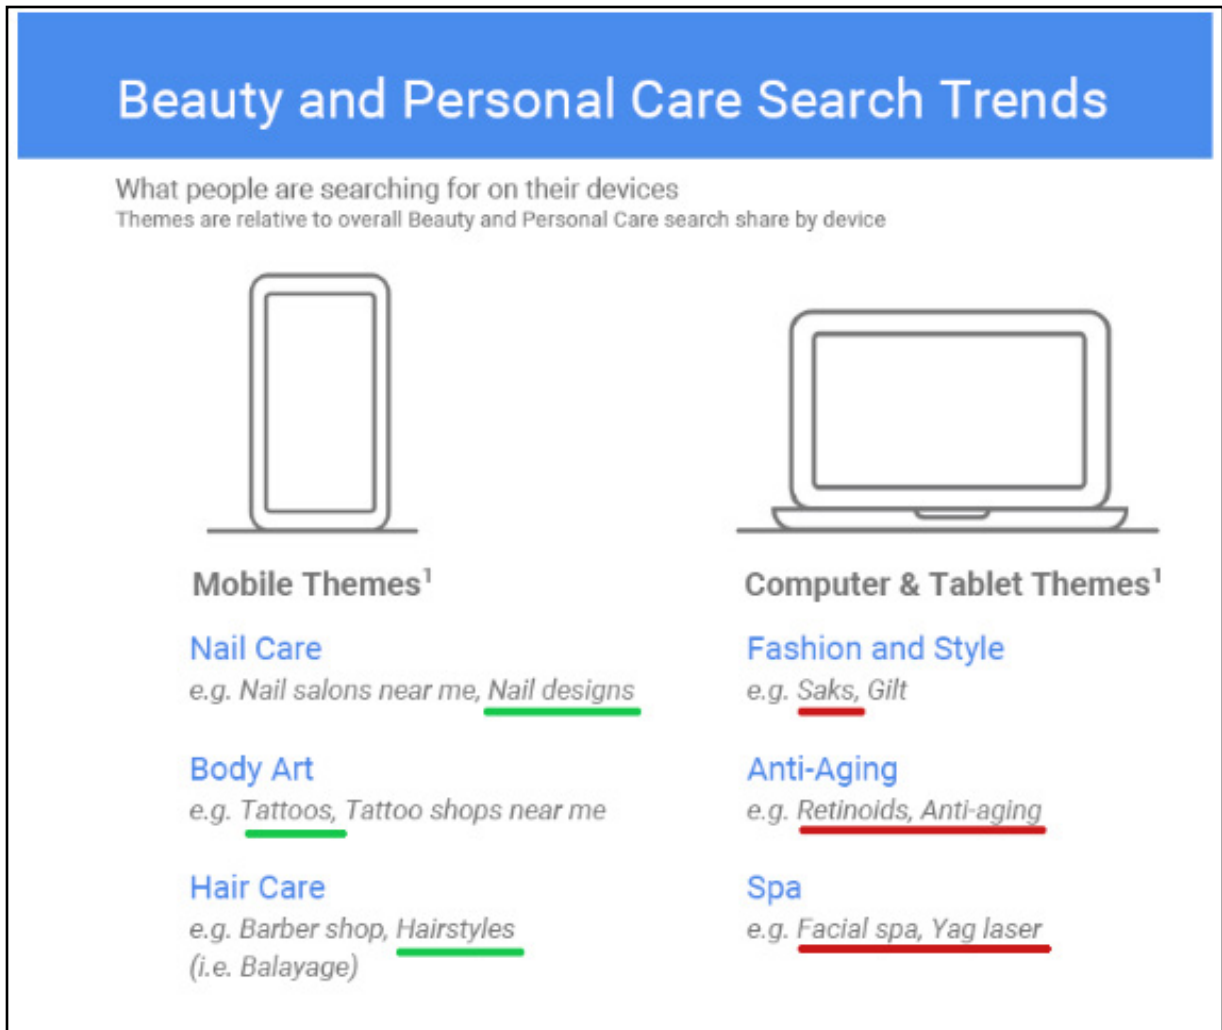 Beauty and Personal Care Search Trends
What people are searching for on their devices
Themes are relative to overall Beauty and Personal Care search share by device
Mobile Themes¹
Nail Care
e.g. Nail salons near me, Nail designs
Body Art
e.g. Tattoos, Tattoo shops near me
Hair Care
e.g. Barber shop, Hairstyles
(i.e. Balayage)
Computer & Tablet Themes¹
Fashion and Style
e.g. Saks, Gilt
Anti-Aging
e.g. Retinoids, Anti-aging
Spa
e.g. Facial spa, Yag laser